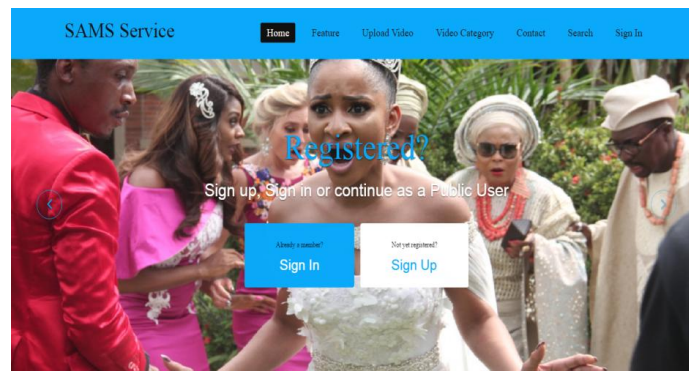 SAMS Service
Home Feature Upload Video Video Category Contact Search Sign In
Registered?
Sign up, Sign in or continue as a Public User
Already a member? Not yet registered?
Sign In Sign Up